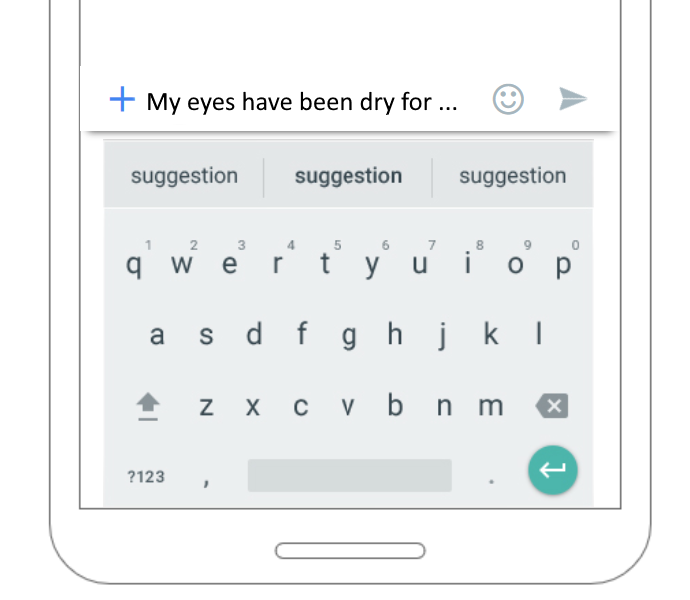 My eyes have been dry for ...
suggestion suggestion suggestion
1 2 3 4 5 6 7 8 9 0
q w e r t y u i o p
a s d f g h j k l
z x c v b n m
?123 , .